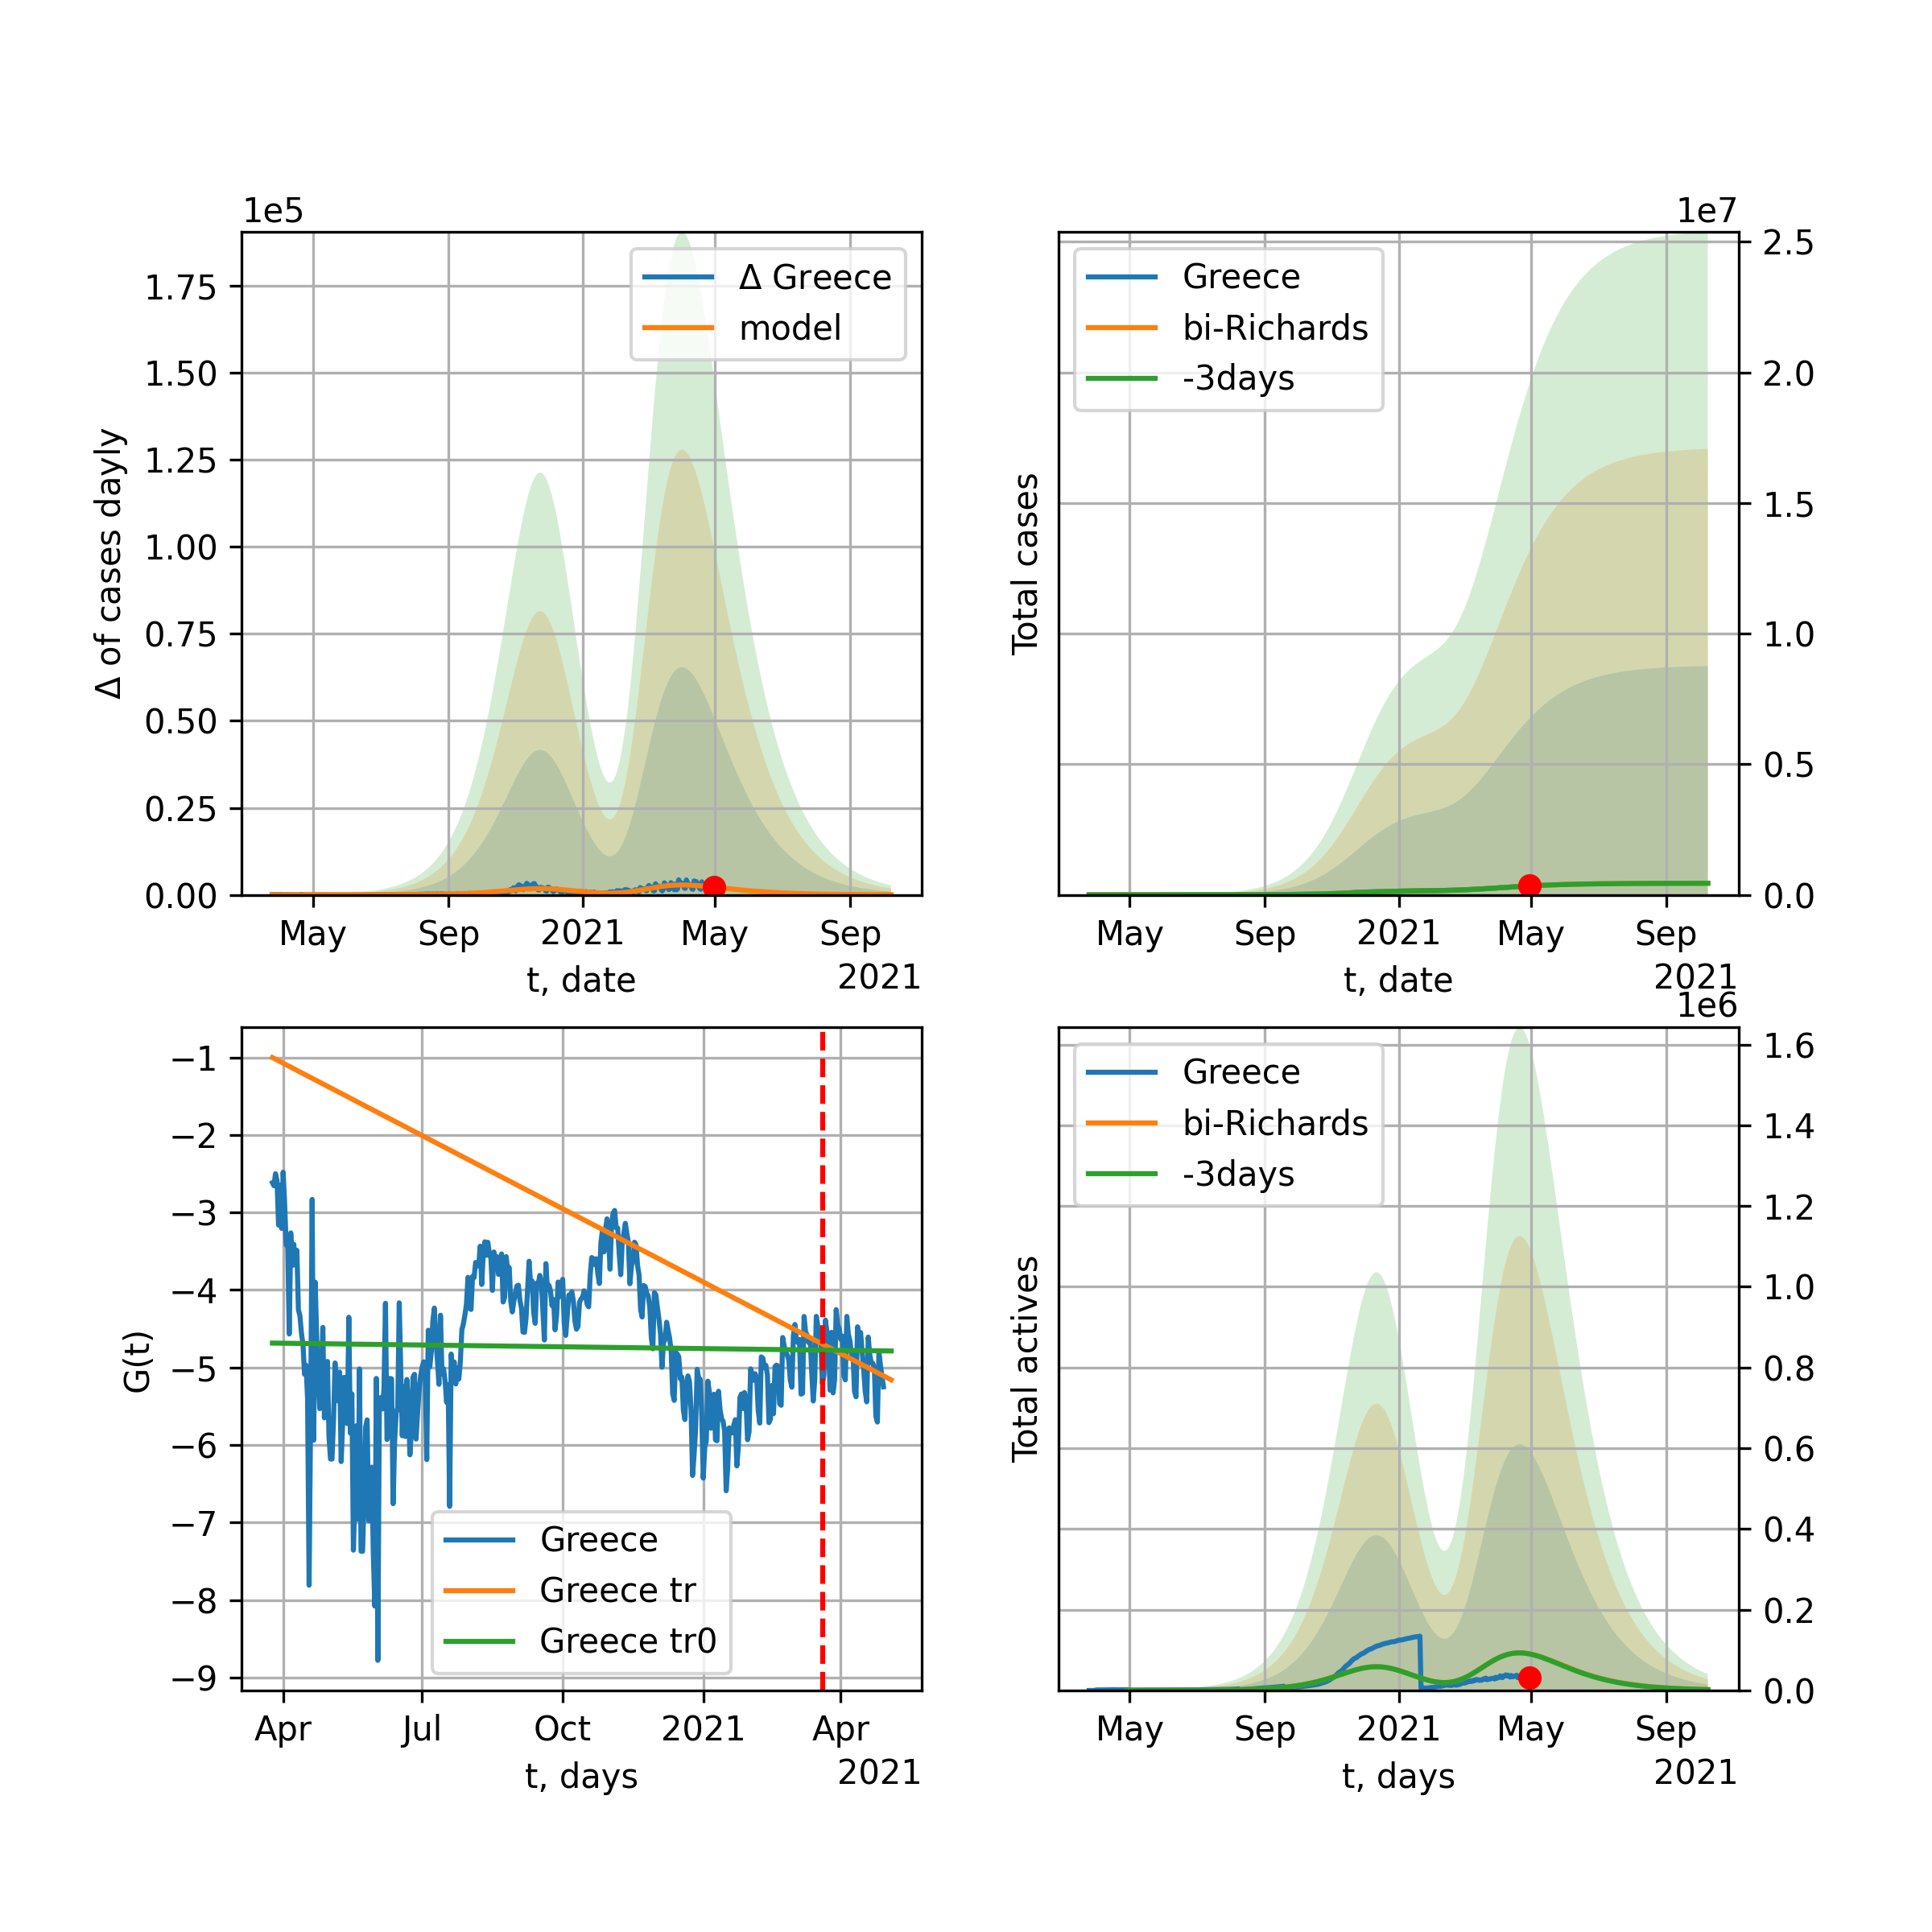 1e5
Δ of cases dayly
1.75
1.50
1.25
1.00
0.75
0.50
0.25
0.00
Δ Greece
model
May Sep 2021 May Sep
t, date
2021
1e7
Total cases
Greece
bi-Richards
-3days
2.5
2.0
1.5
1.0
0.5
0.0
May Sep 2021 May Sep
t, date
2021
G(t)
−1
−2
−3
−4
−5
−6
−7
−8
−9
Greece
Greece tr
Greece tr0
Apr Jul Oct 2021 Apr
t, days
2021
1e6
Total actives
Greece
bi-Richards
-3days
1.6
1.4
1.2
1.0
0.8
0.6
0.4
0.2
0.0
May Sep 2021 May Sep
t, days
2021